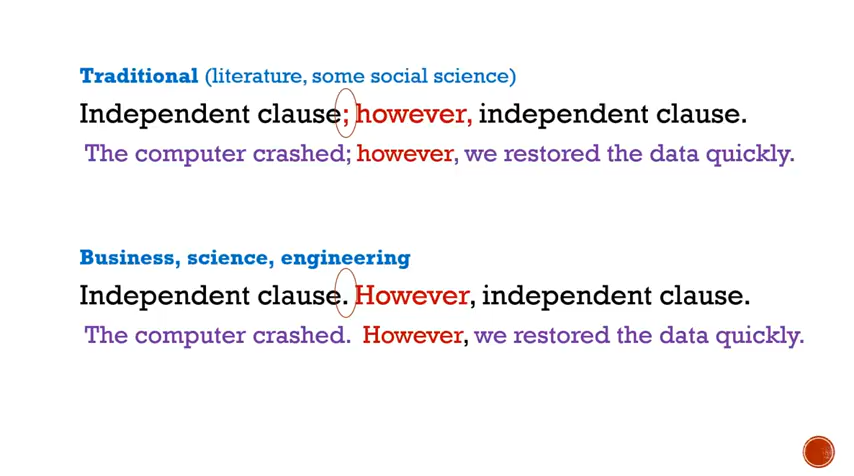 Traditional (literature, some social science)
Independent clause; however, independent clause.
The computer crashed; however, we restored the data quickly.
Business, science, engineering
Independent clause. However, independent clause.
The computer crashed.  However, we restored the data quickly.